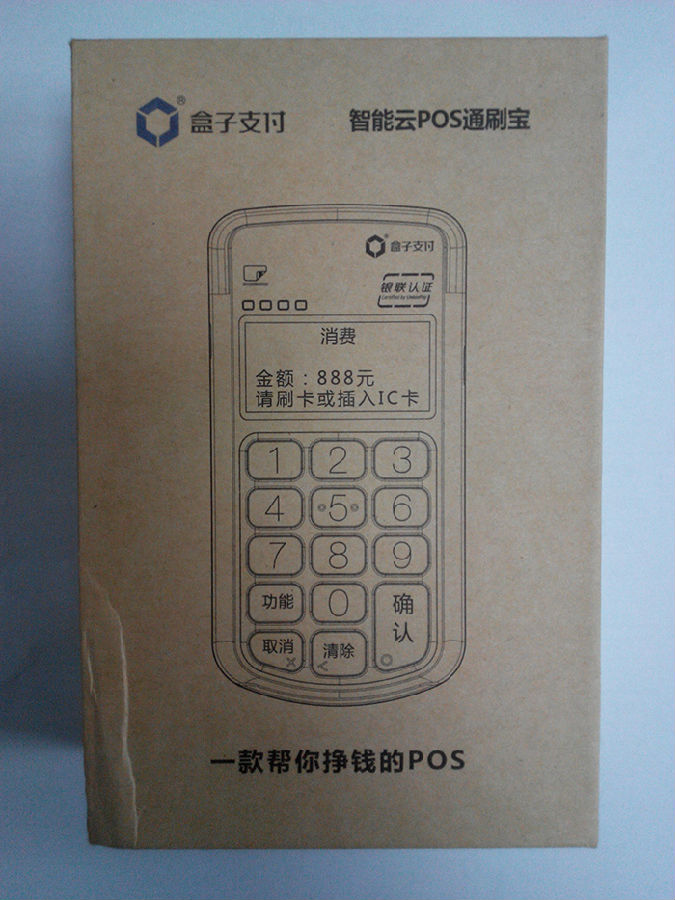 盒子支付®
智能云POS通刷宝
盒子支付®
银联认证
Certified by UnionPay
消费
金额：888元
请刷卡或插入IC卡
1 2 3
4 5 6
7 8 9
功能 0 确认
取消 清除
一款帮你挣钱的POS